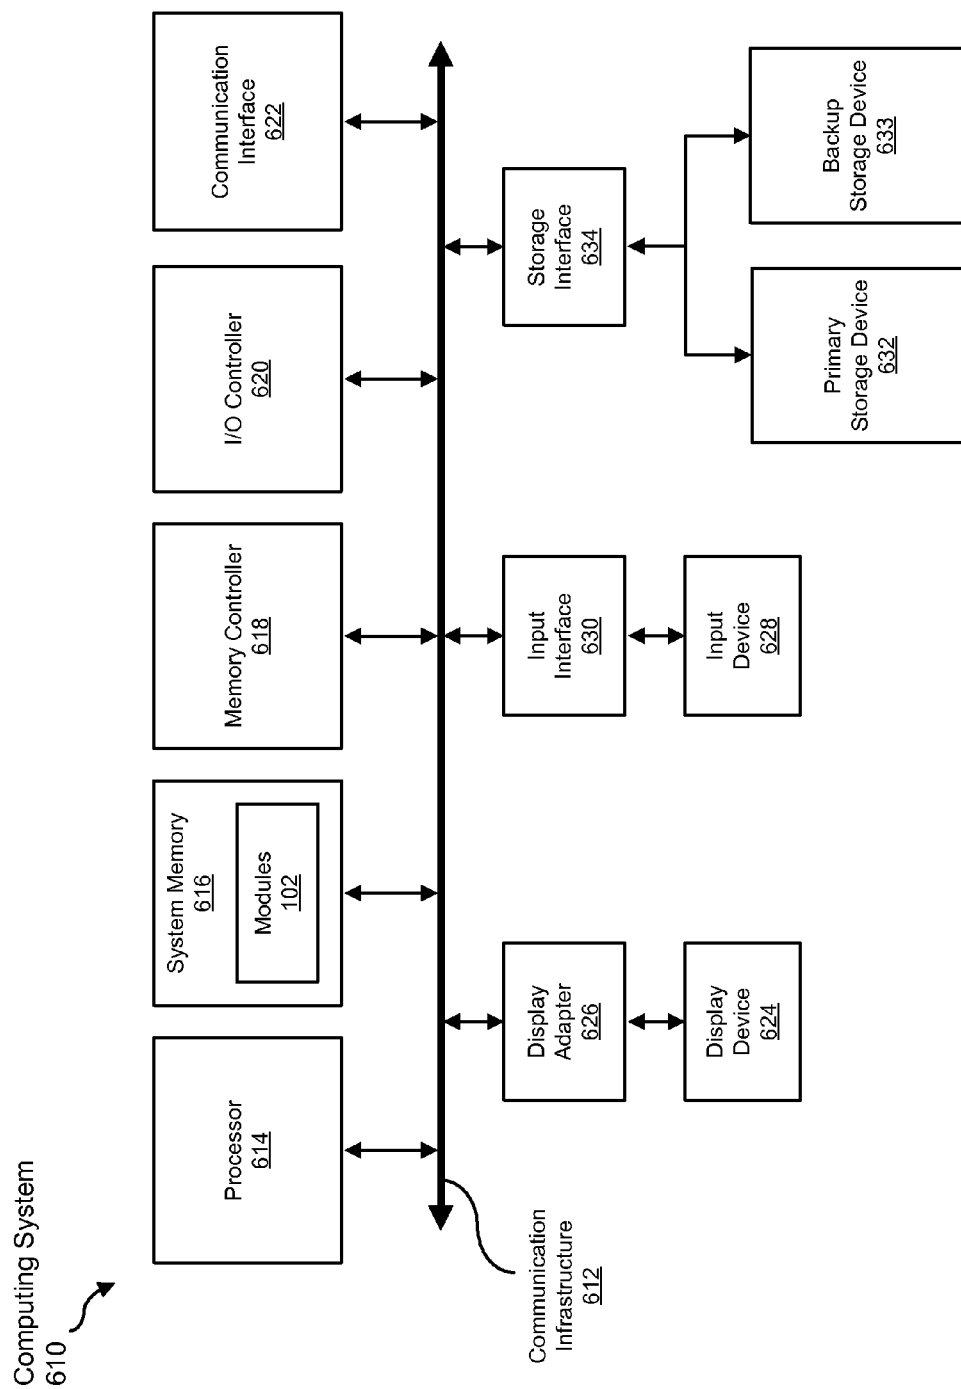 Computing System
610
Processor
614
System Memory
616
Modules
102
Memory Controller
618
I/O Controller
620
Communication
Interface
622
Communication
Infrastructure
612
Display
Adapter
626
Input
Interface
630
Storage
Interface
634
Display
Device
624
Input
Device
628
Primary
Storage Device
632
Backup
Storage Device
633